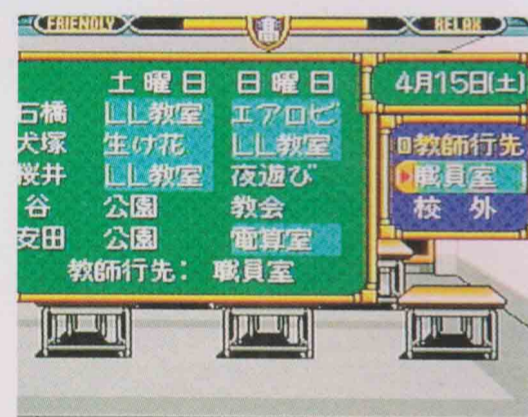 FRIENDLY 高 RELAX
土曜日 日曜日
石橋 LL教室 エアロビ
犬塚 生け花 LL教室
桜井 LL教室 夜遊び
谷 公園 教会
安田 公園 電算室
教師行先： 職員室
4月15日(土)
教師行先
職員室
校外